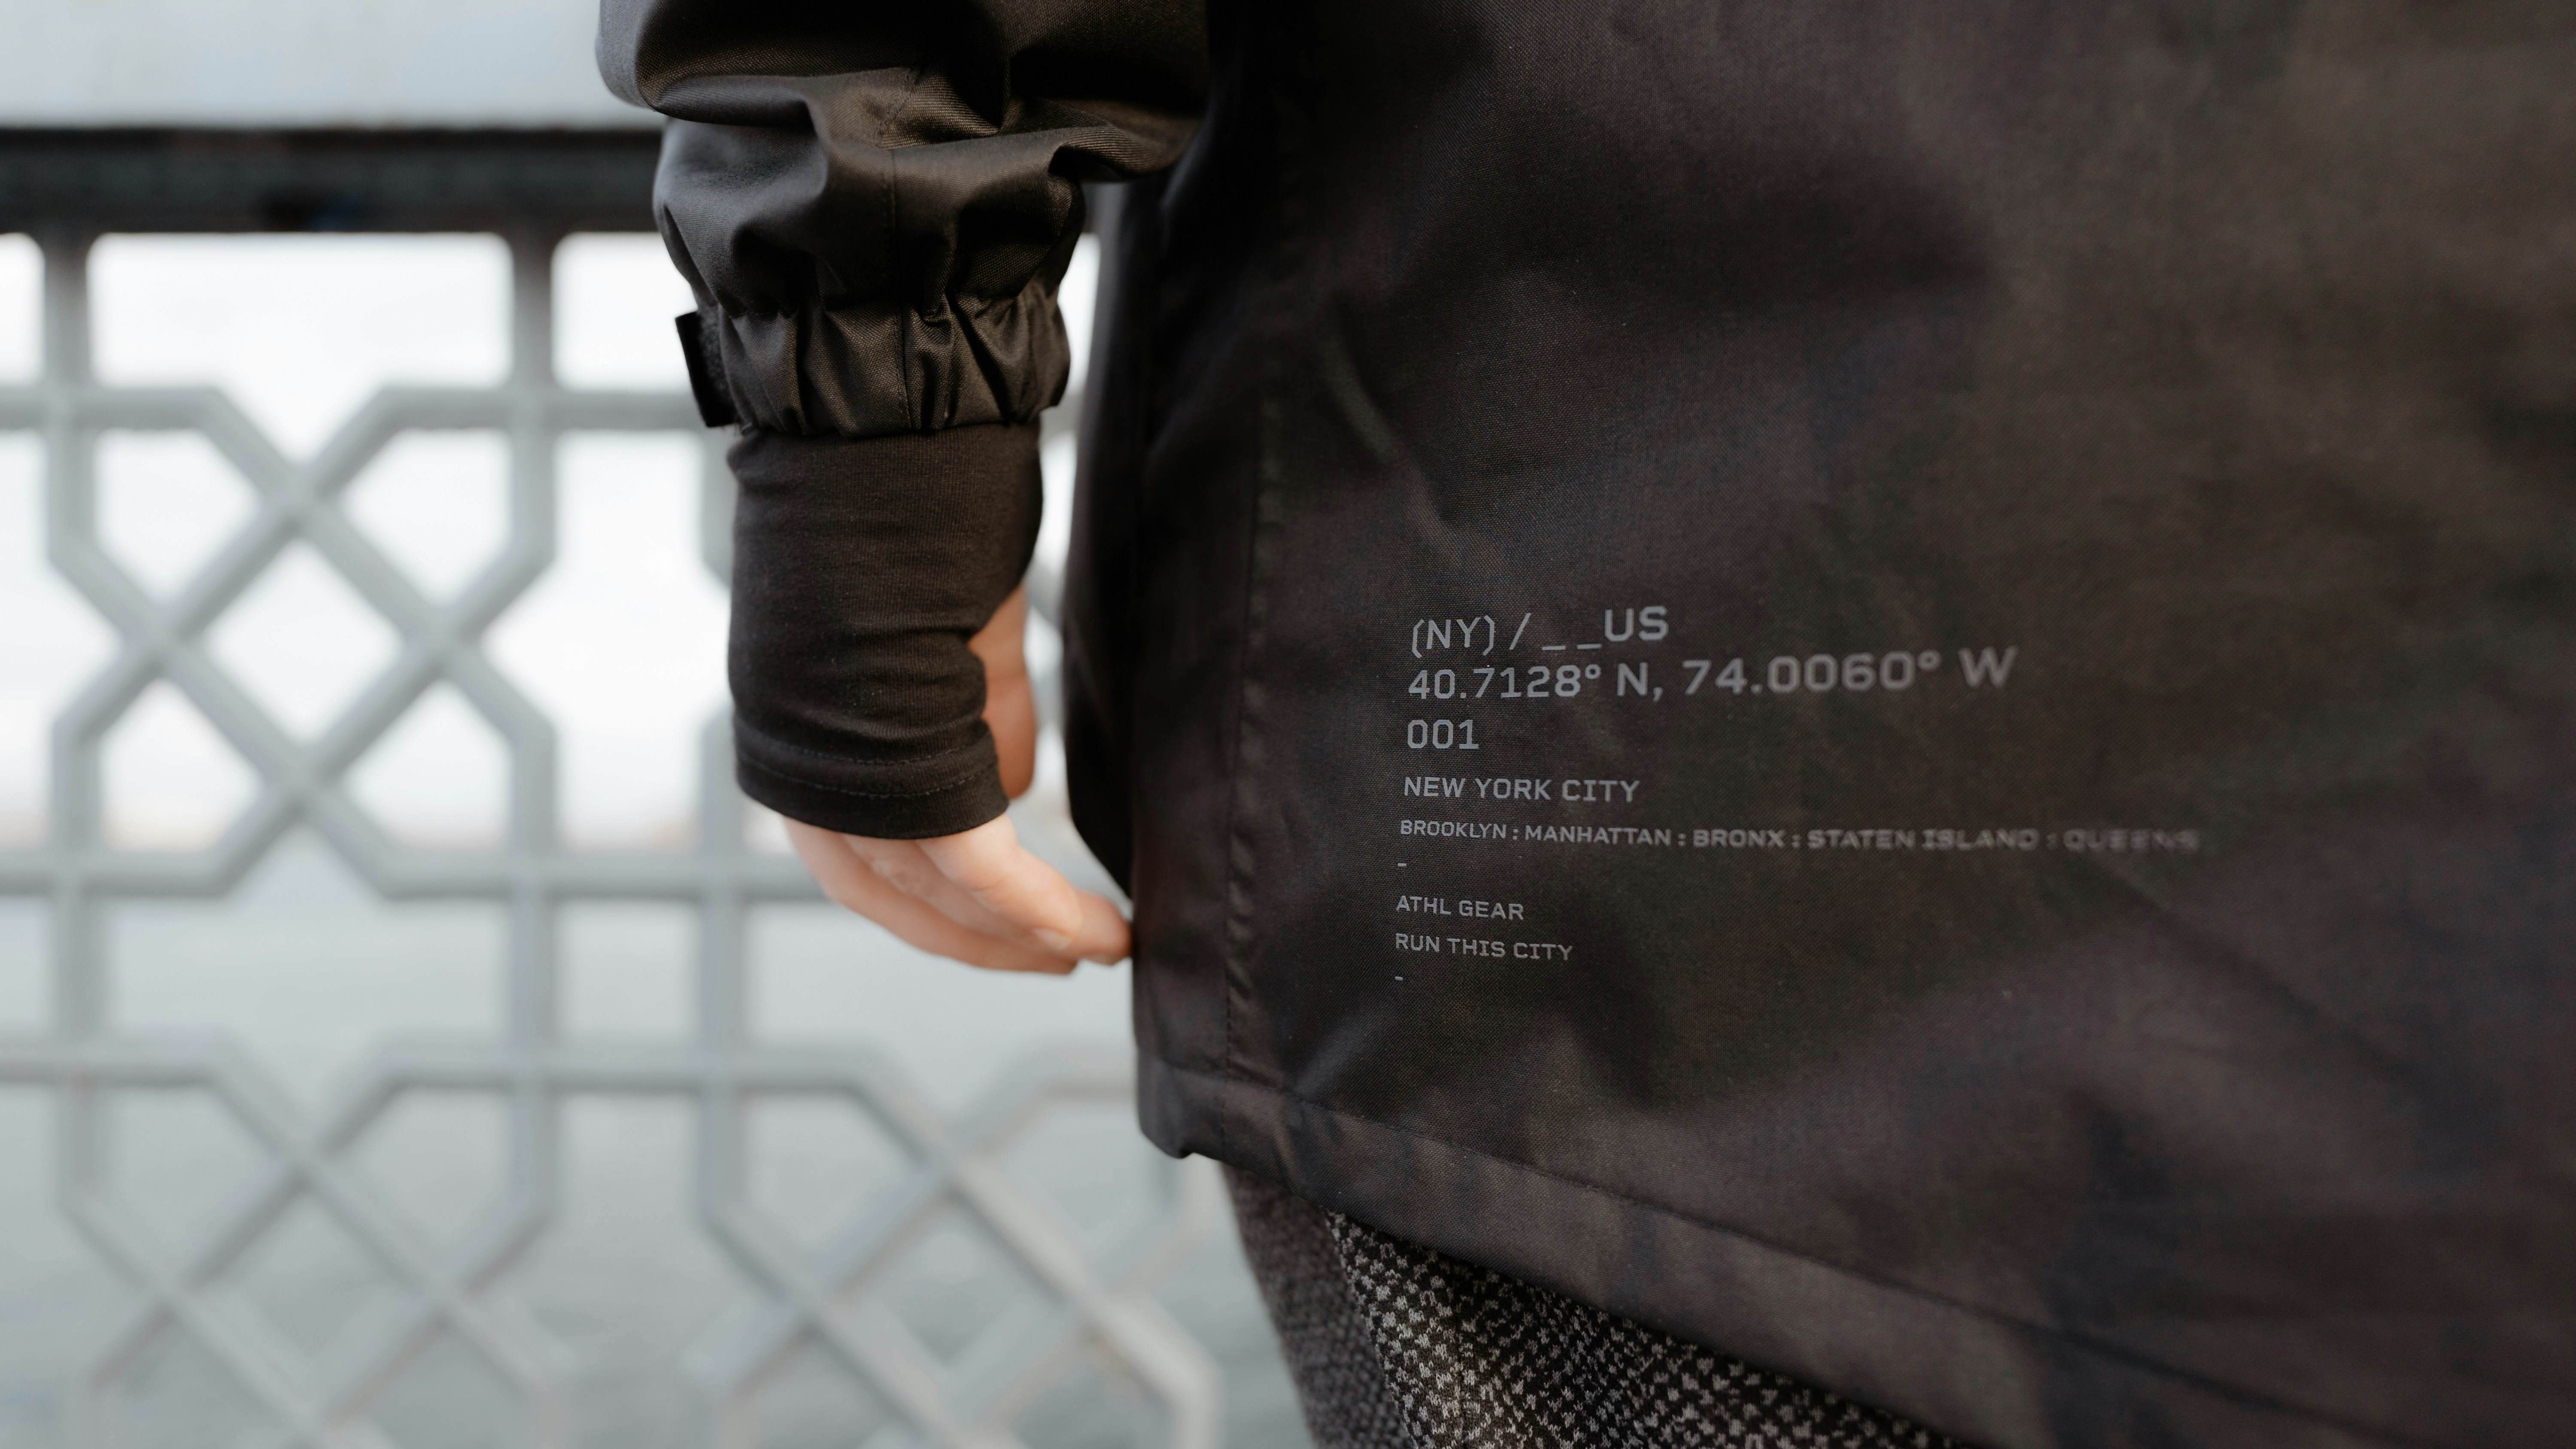 (NY) / _ _US
40.7128° N, 74.0060° W
001
NEW YORK CITY
BROOKLYN : MANHATTAN : BRONX : STATEN ISLAND : QUEENS
-
ATHL GEAR
RUN THIS CITY
-